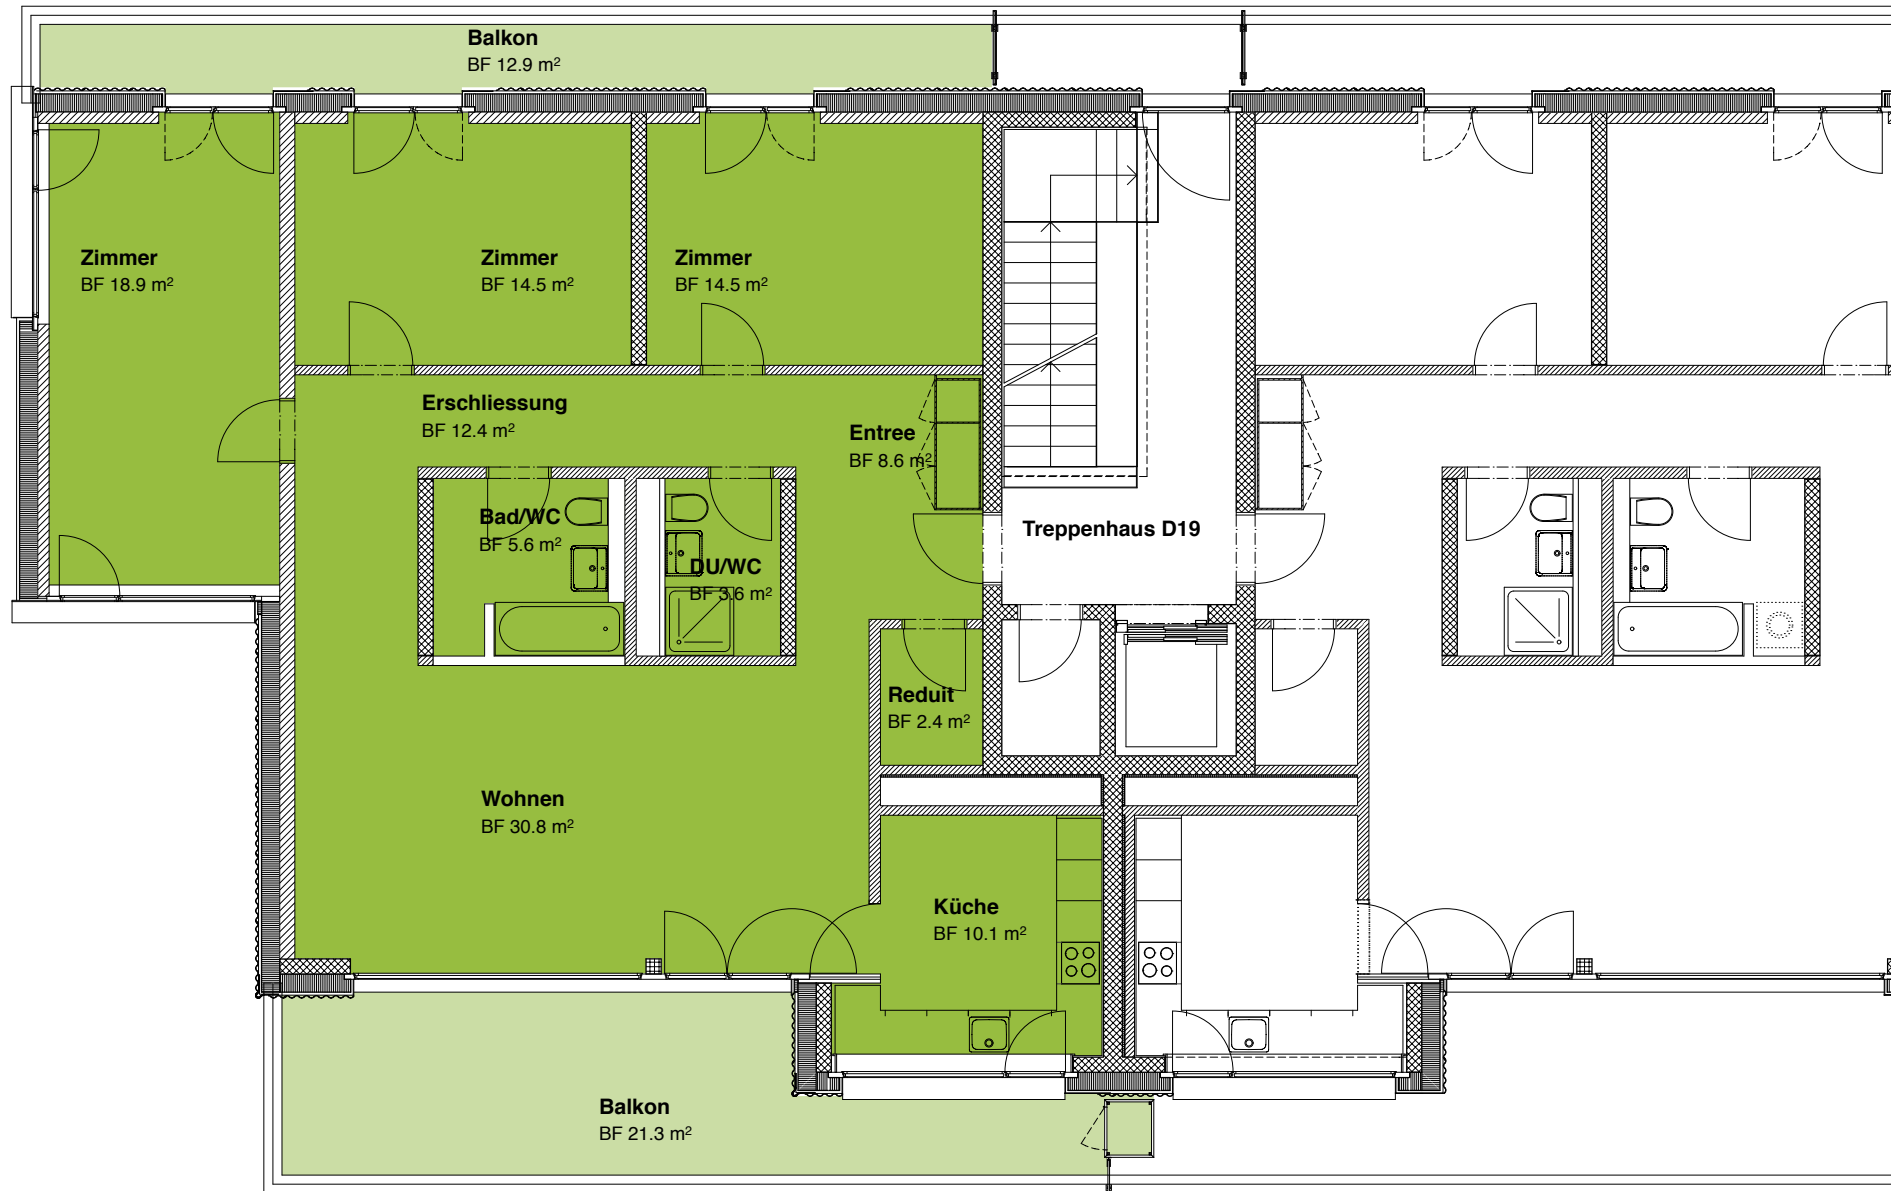 Balkon
BF 12.9 m²
Zimmer
BF 18.9 m²
Zimmer
BF 14.5 m²
Zimmer
BF 14.5 m²
Erschliessung
BF 12.4 m²
Entree
BF 8.6 m²
Bad/WC
BF 5.6 m²
DU/WC
BF 3.6 m²
Treppenhaus D19
Reduit
BF 2.4 m²
Wohnen
BF 30.8 m²
Küche
BF 10.1 m²
Balkon
BF 21.3 m²